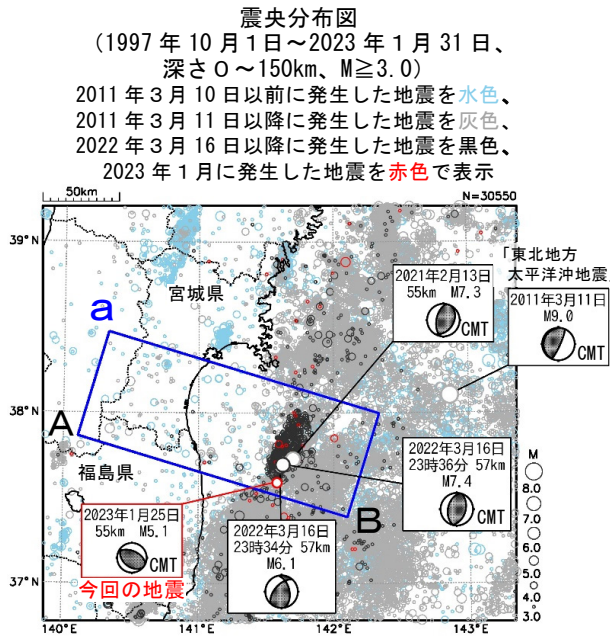 震央分布図
(1997年10月1日～2023年1月31日、
深さ0～150km、M≧3.0)
2011年3月10日以前に発生した地震を水色、
2011年3月11日以降に発生した地震を灰色、
2022年3月16日以降に発生した地震を黒色、
2023年1月に発生した地震を赤色で表示
50km
N=30550
39°N
宮城県
2021年2月13日
55km M7.3
CMT
「東北地方
太平洋沖地震」
2011年3月11日
M9.0
CMT
a
38°N
A
福島県
B
2022年3月16日
23時36分 57km
M7.4
CMT
2023年1月25日
55km M5.1
CMT
今回の地震
2022年3月16日
23時34分 57km
M6.1
M
8.0
7.0
6.0
5.0
4.0
3.0
37°N
140°E
141°E
142°E
143°E